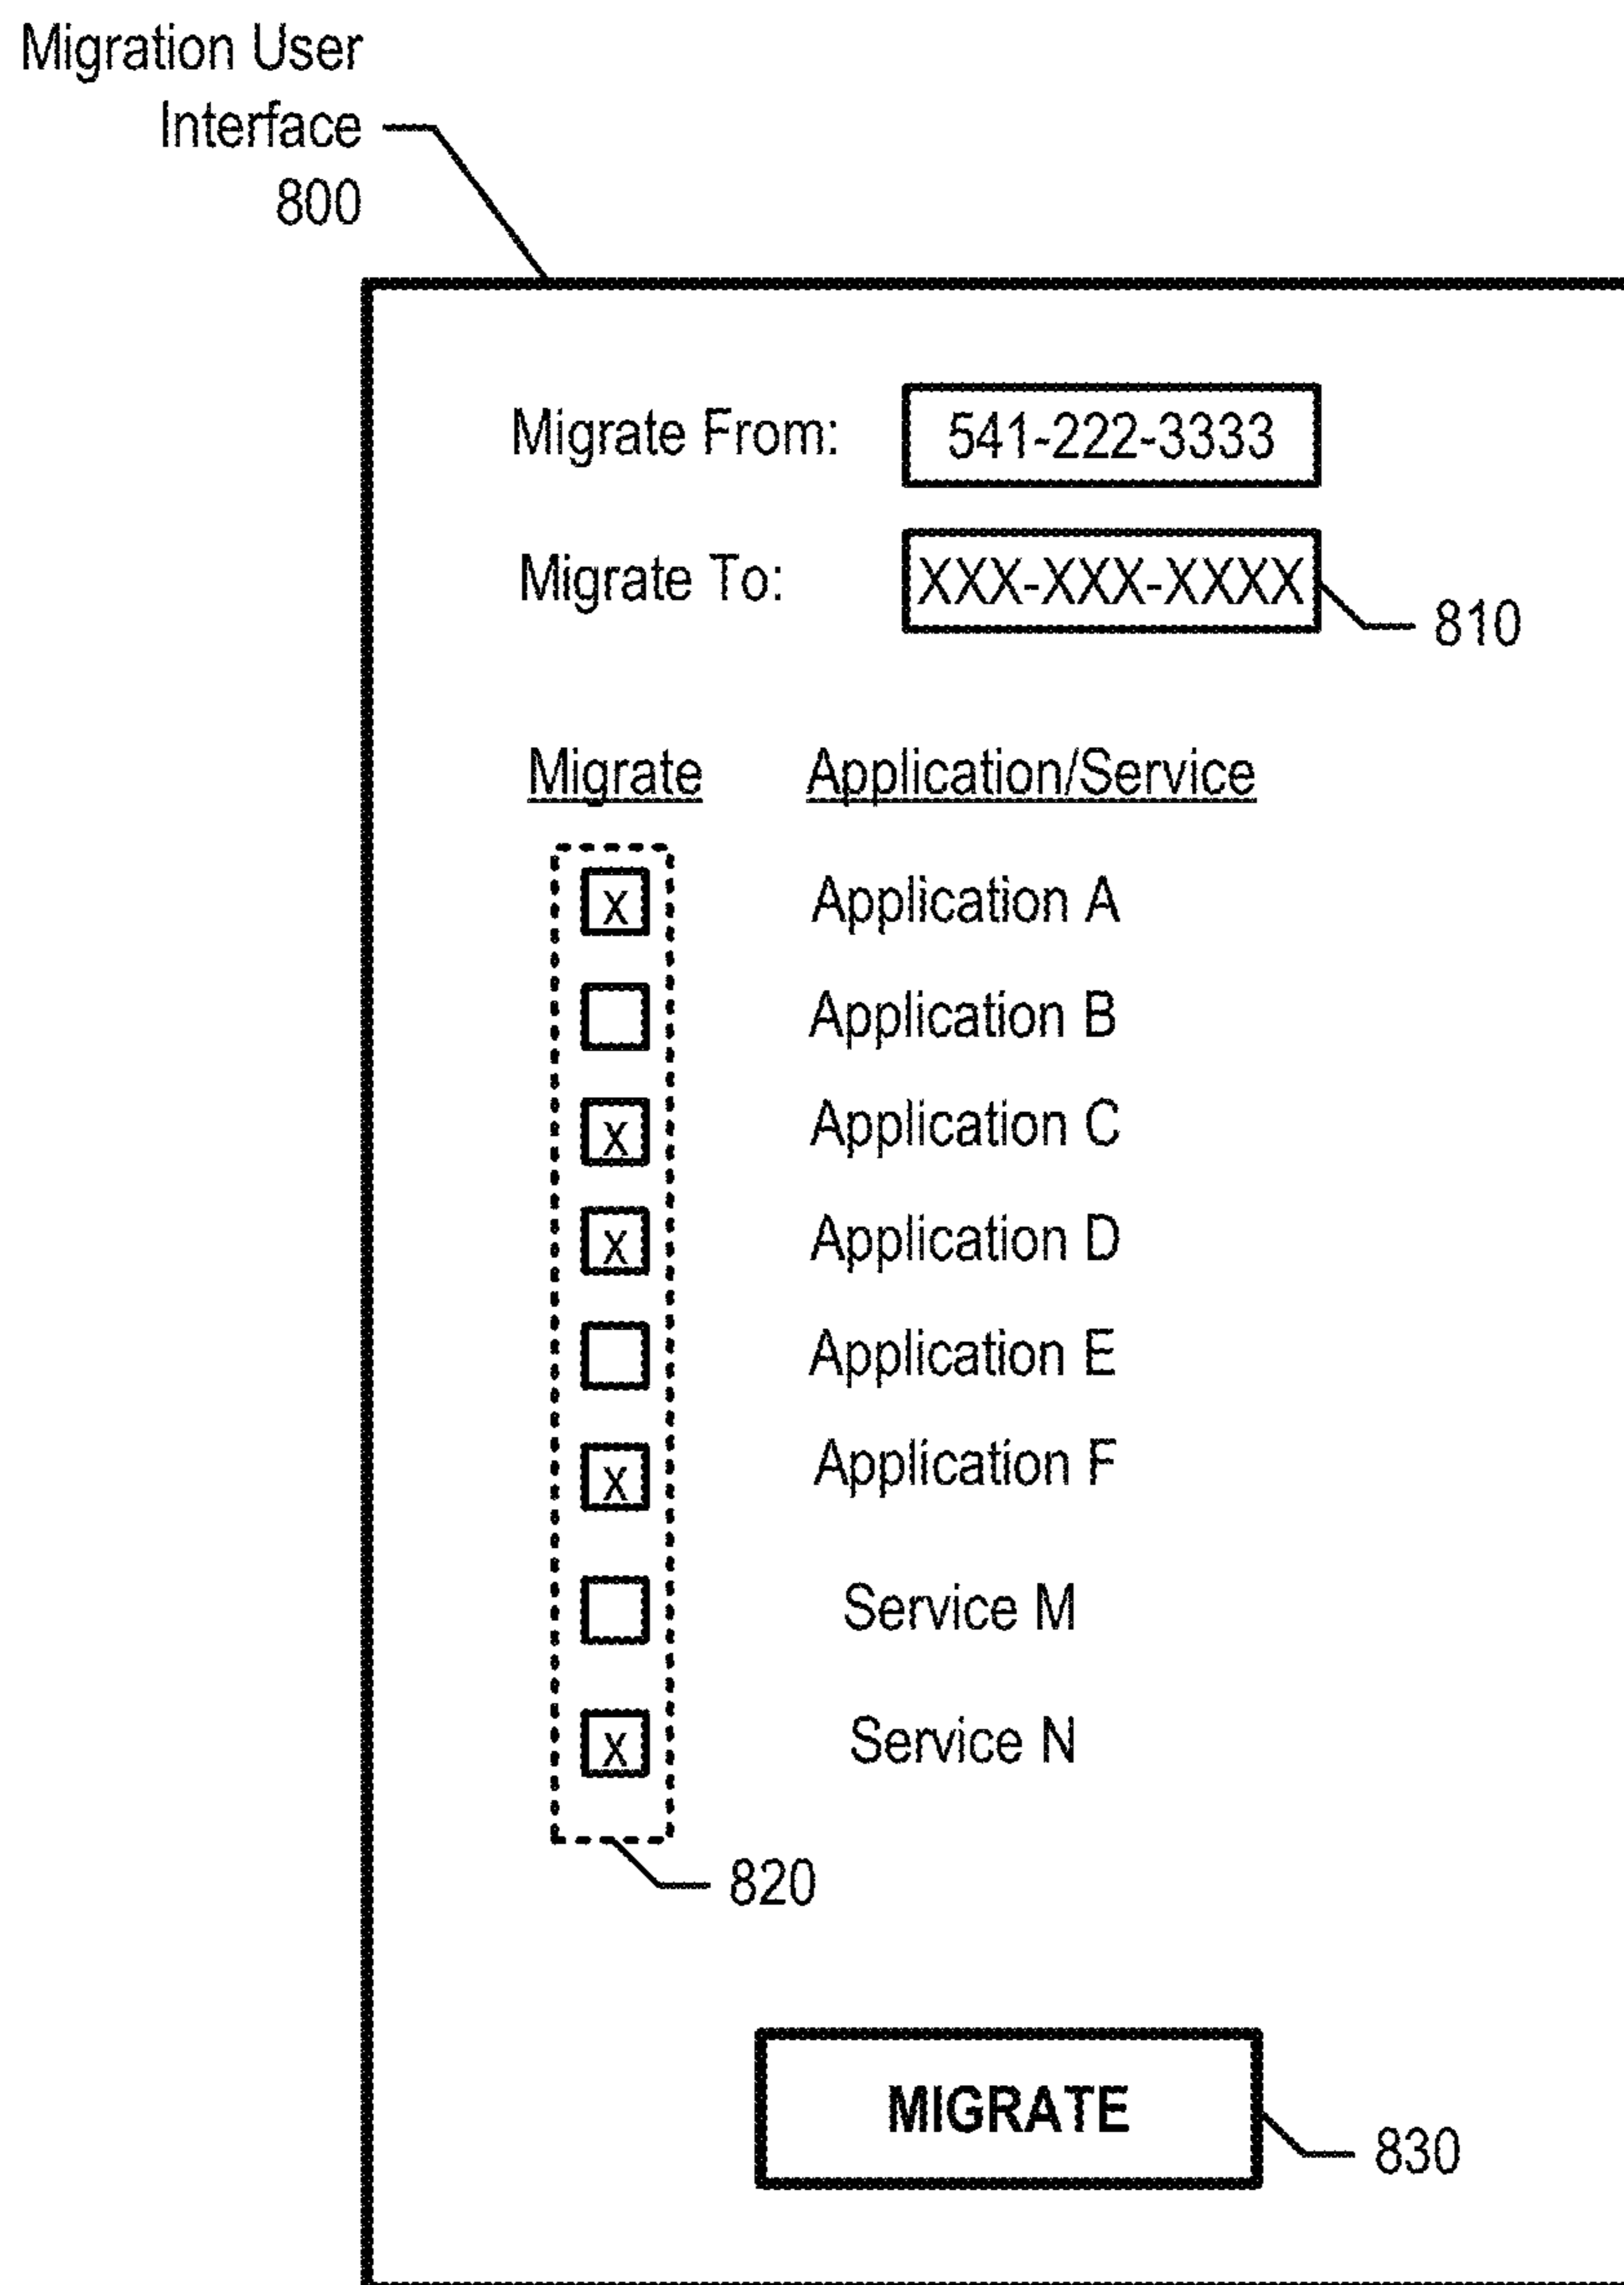 Migration User
Interface
800
Migrate From: 541-222-3333
Migrate To: XXX-XXX-XXXX
810
Migrate Application/Service
x Application A
Application B
x Application C
x Application D
Application E
x Application F
Service M
x Service N
820
MIGRATE
830